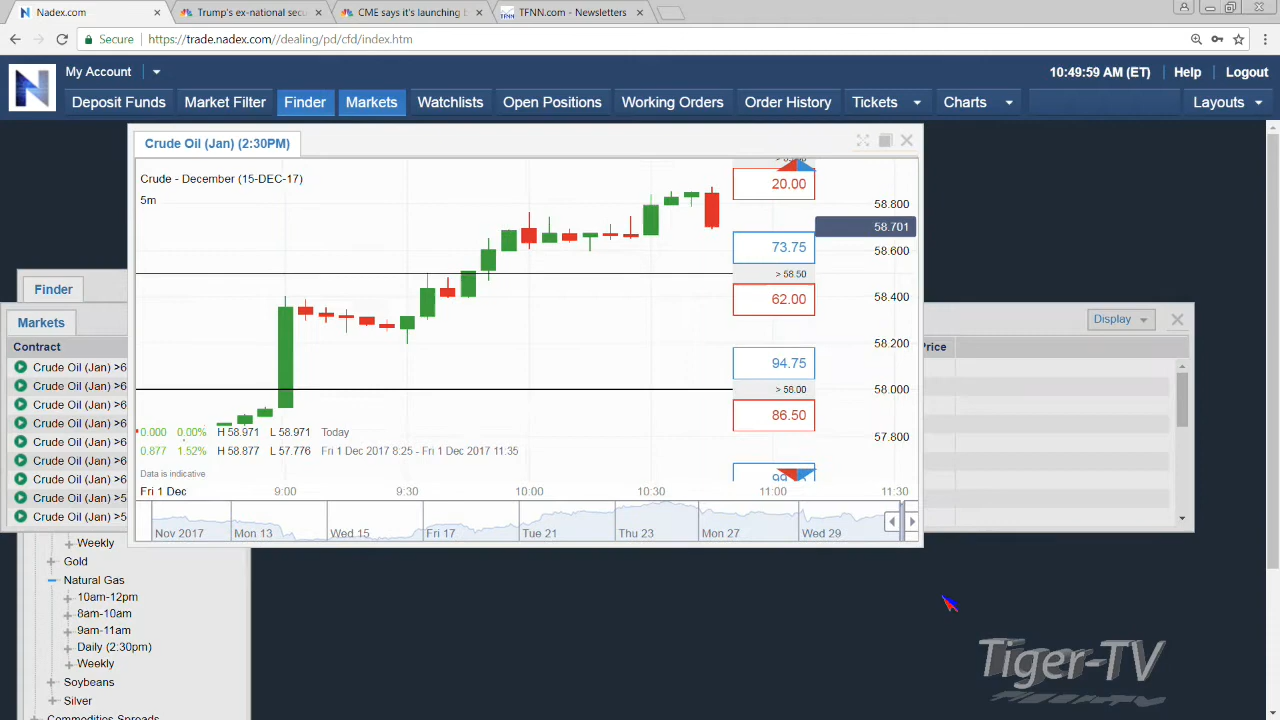 Nadex.com
Trump's ex-national secu
CME says it's launching b
TFNN.com - Newsletters
Secure
https://trade.nadex.com//dealing/pd/cfd/index.htm
My Account
10:49:59 AM (ET)
Help
Logout
Deposit Funds
Market Filter
Finder
Markets
Watchlists
Open Positions
Working Orders
Order History
Tickets
Charts
Layouts
Crude Oil (Jan) (2:30PM)
Crude - December (15-DEC-17)
5m
20.00
58.800
58.701
73.75
58.600
> 58.50
62.00
58.400
58.200
94.75
> 58.00
58.000
86.50
57.800
0.000 0.00% H 58.971 L 58.971 Today
0.877 1.52% H 58.877 L 57.776 Fri 1 Dec 2017 8:25 - Fri 1 Dec 2017 11:35
Data is indicative
Fri 1 Dec 9:00 9:30 10:00 10:30 11:00 11:30
Nov 2017 Mon 13 Wed 15 Fri 17 Tue 21 Thu 23 Mon 27 Wed 29
Finder
Markets
Display
Contract
Price
Crude Oil (Jan) >6
Crude Oil (Jan) >6
Crude Oil (Jan) >6
Crude Oil (Jan) >6
Crude Oil (Jan) >6
Crude Oil (Jan) >6
Crude Oil (Jan) >6
Crude Oil (Jan) >5
Crude Oil (Jan) >5
Weekly
Gold
Natural Gas
10am-12pm
8am-10am
9am-11am
Daily (2:30pm)
Weekly
Soybeans
Silver
Commodities Spreads
Tiger-TV